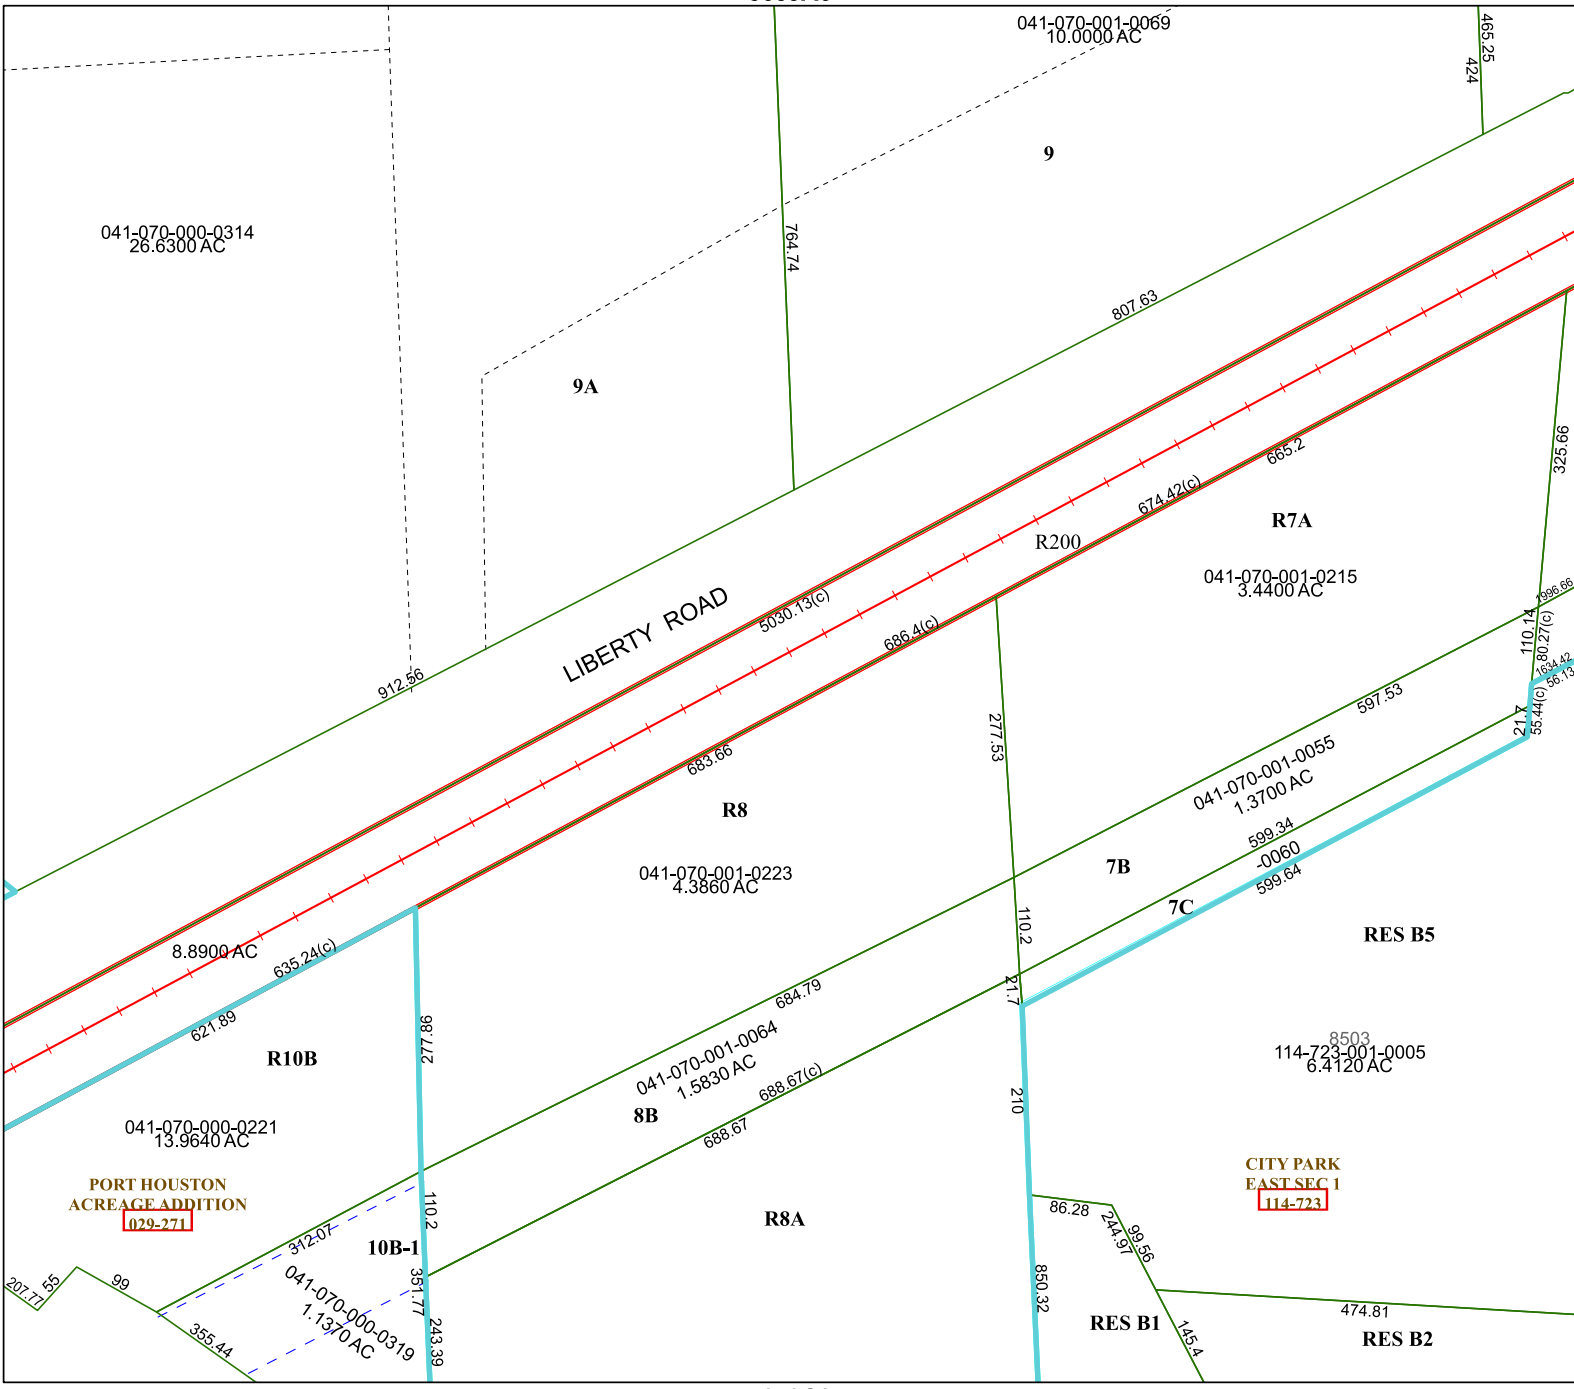 041-070-001-0069
10.0000 AC
465.25
424
9
041-070-000-0314
26.6300 AC
764.74
807.63
9A
325.66
665.2
674.42(c)
R7A
R200
041-070-001-0215
3.4400 AC
1996.66
LIBERTY ROAD
5030.13(c)
686.4(c)
110.14
80.27(c)
1634.42
56.13
912.56
597.53
21.7
55.44(c)
277.53
683.66
041-070-001-0055
1.3700 AC
R8
599.34
-0060
599.64
7B
041-070-001-0223
4.3860 AC
7C
110.2
RES B5
8.8900 AC
635.24(c)
684.79
21.7
621.89
277.86
R10B
041-070-001-0064
1.5830 AC
688.67(c)
8503
114-723-001-0005
6.4120 AC
210
8B
688.67
041-070-000-0221
13.9640 AC
PORT HOUSTON
ACREAGE ADDITION
029-271
CITY PARK
EAST SEC 1
114-723
110.2
86.28
R8A
244.97
99.56
312.07
10B-1
351.77
850.32
207.77
55
99
041-070-000-0319
1.1370 AC
355.44
243.39
RES B1
145.4
474.81
RES B2